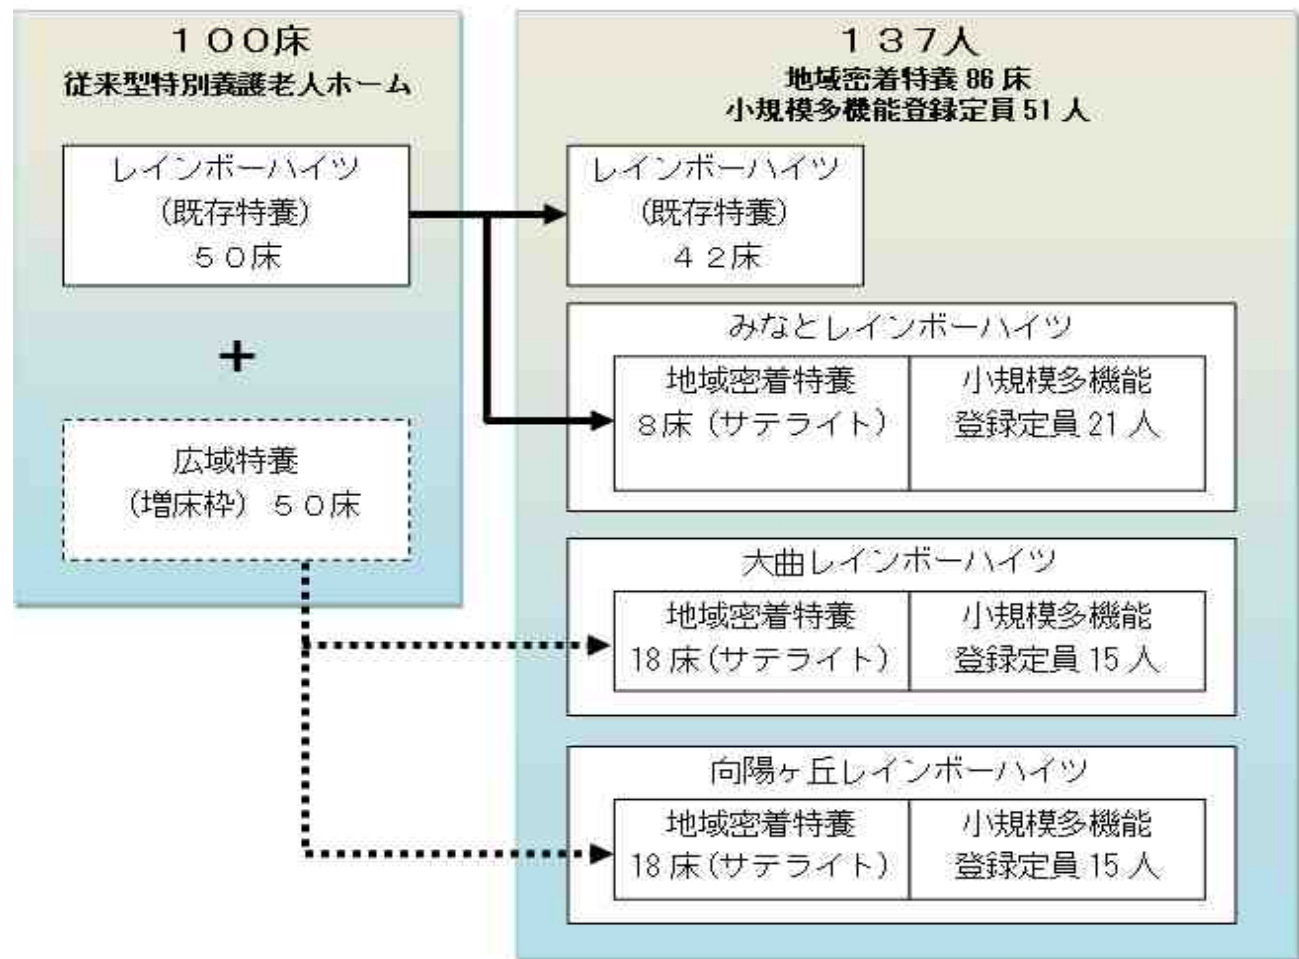 １００床
従来型特別養護老人ホーム
レインボーハイツ
(既存特養)
５０床
＋
広域特養
(増床枠) ５０床
１３７人
地域密着特養 86 床
小規模多機能登録定員 51 人
レインボーハイツ
(既存特養)
４２床
みなとレインボーハイツ
地域密着特養
8床 (サテライト)
小規模多機能
登録定員 21 人
大曲レインボーハイツ
地域密着特養
18 床(サテライト)
小規模多機能
登録定員 15 人
向陽ヶ丘レインボーハイツ
地域密着特養
18 床(サテライト)
小規模多機能
登録定員 15 人